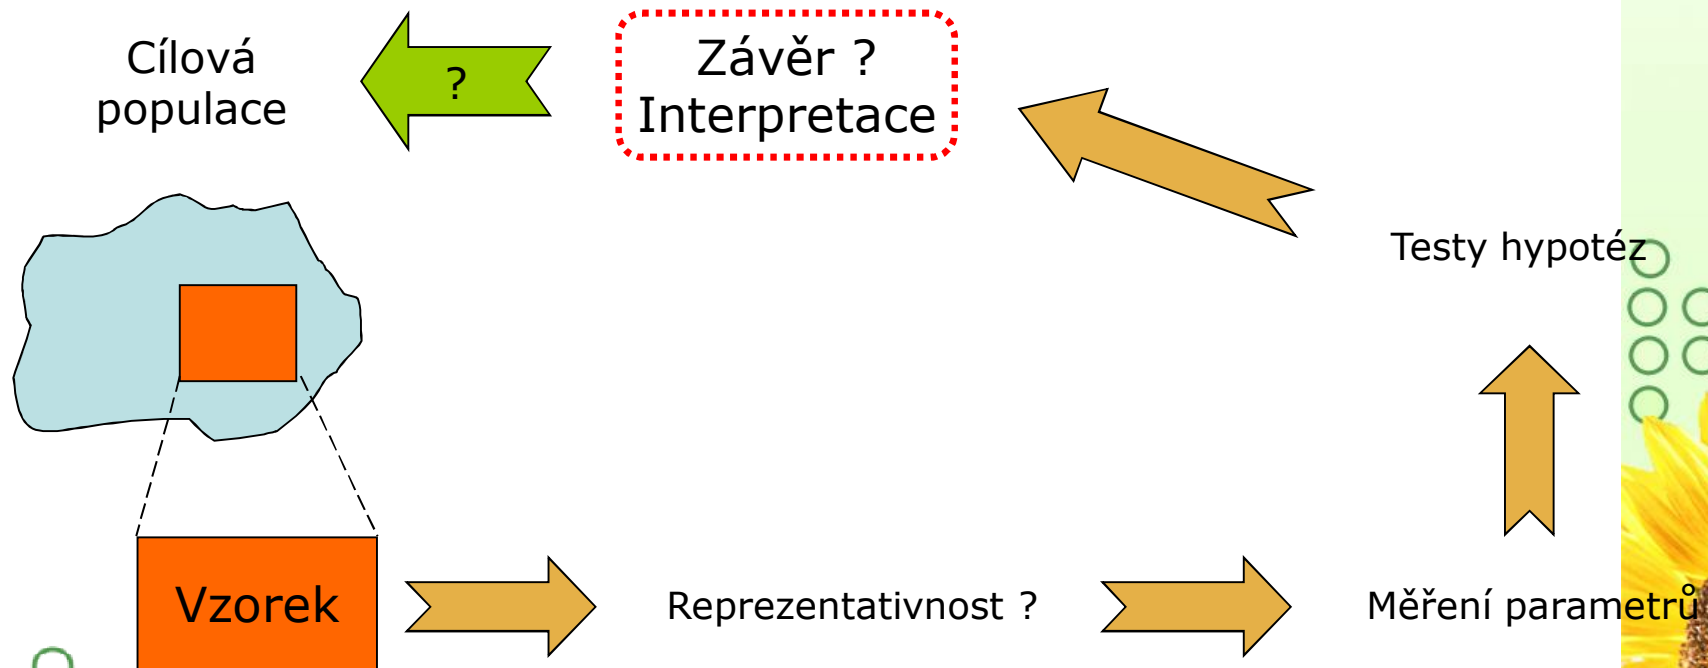 Cílová
populace
?
Závěr ?
Interpretace
Testy hypotéz
Vzorek
Reprezentativnost ?
Měření parametrů